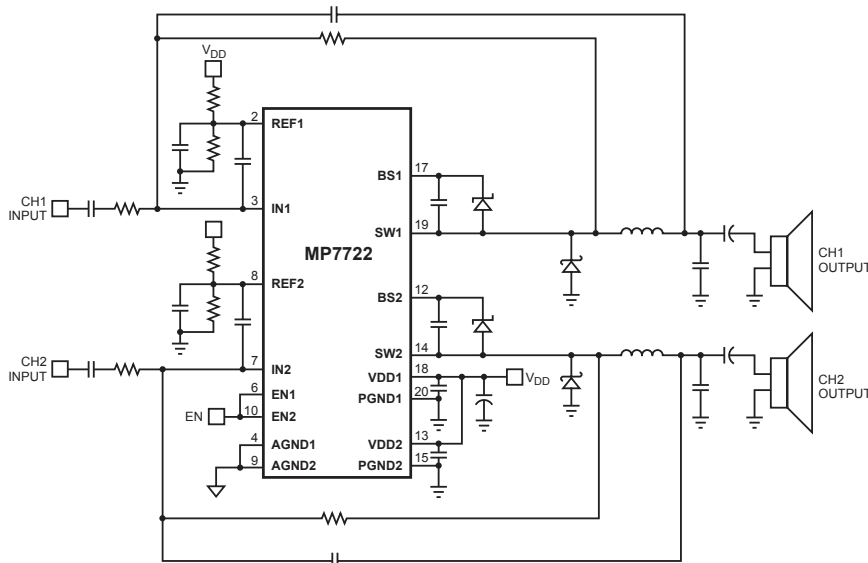 VDD
2
REF1
CH1
INPUT
3
IN1
BS1
17
SW1
19
MP7722
CH1
OUTPUT
8
REF2
BS2
12
CH2
INPUT
7
IN2
SW2
14
VDD1
18
VDD
6
EN1
PGND1
20
EN
10
EN2
CH2
OUTPUT
4
AGND1
VDD2
13
9
AGND2
PGND2
15